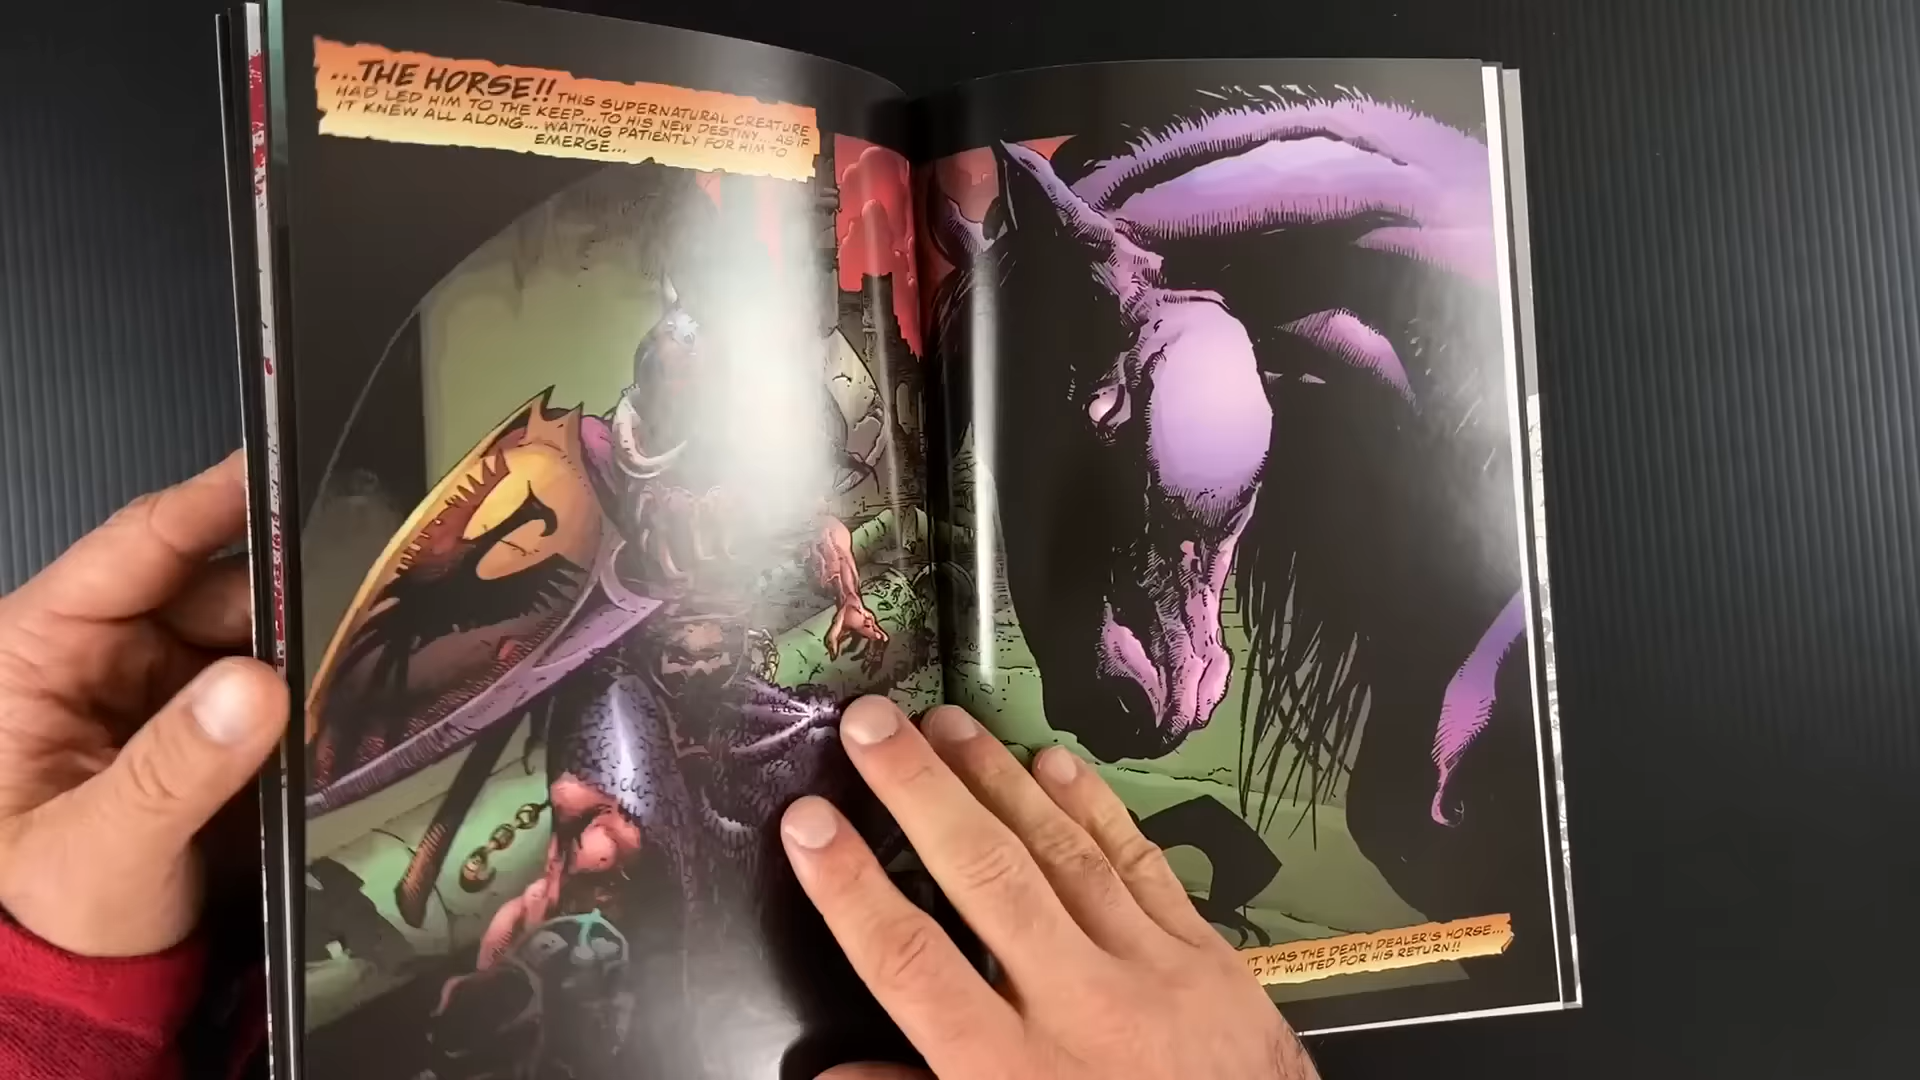 ...THE HORSE!! THIS SUPERNATURAL CREATURE
HAD LED HIM TO THE KEEP... TO HIS NEW DESTINY... AS IF
IT KNEW ALL ALONG... WAITING PATIENTLY FOR HIM TO
EMERGE...
IT WAS THE DEATH DEALER'S HORSE...
IT WAITED FOR HIS RETURN!!